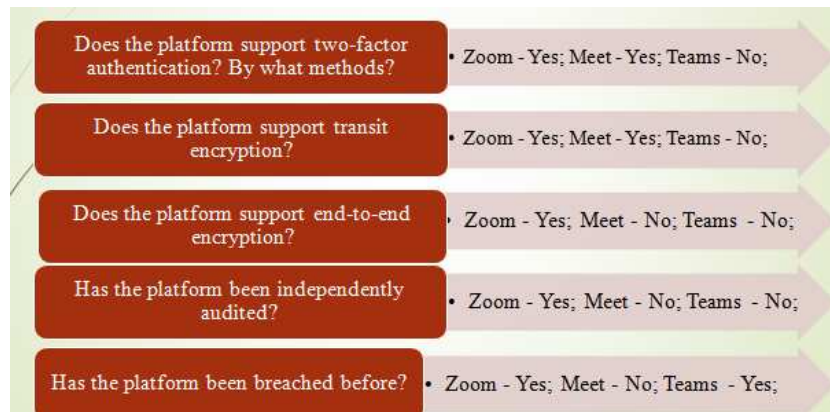 Does the platform support two-factor
authentication? By what methods?
• Zoom - Yes; Meet - Yes; Teams - No;
Does the platform support transit
encryption?
• Zoom - Yes; Meet - Yes; Teams - No;
Does the platform support end-to-end
encryption?
• Zoom - Yes; Meet - No; Teams - No;
Has the platform been independently
audited?
• Zoom - Yes; Meet - No; Teams - No;
Has the platform been breached before?
• Zoom - Yes; Meet - No; Teams - Yes;